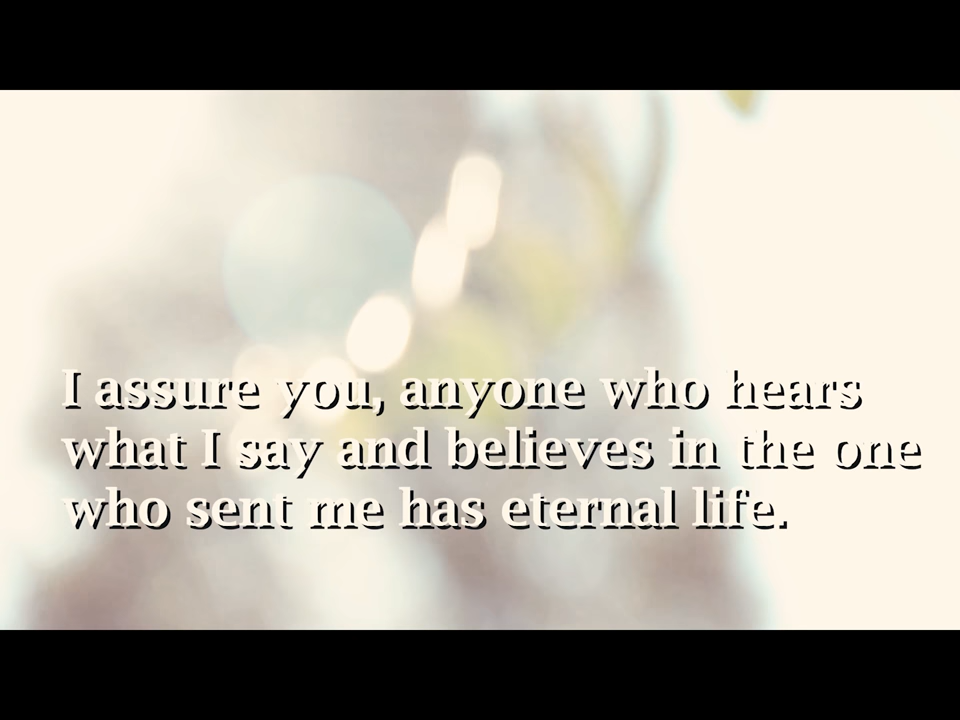 I assure you, anyone who hears
what I say and believes in the one
who sent me has eternal life.